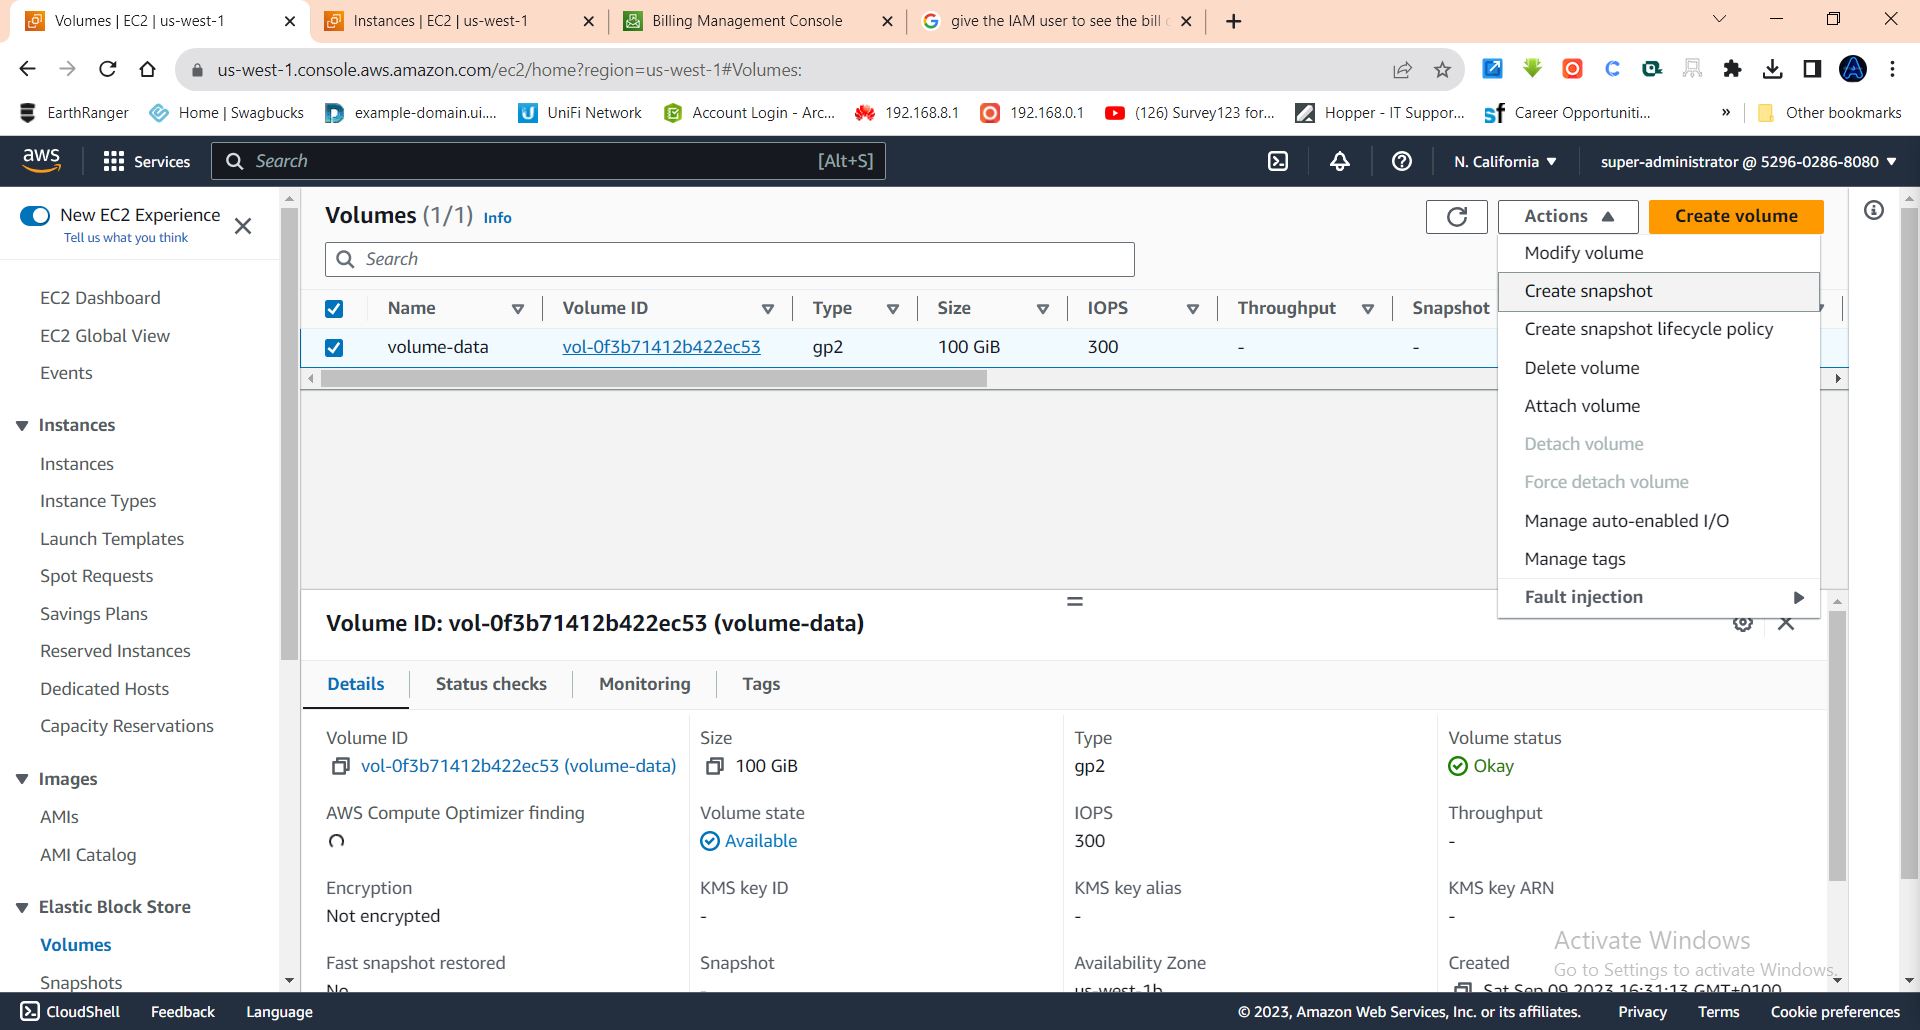 Volumes | EC2 | us-west-1
Instances | EC2 | us-west-1
Billing Management Console
give the IAM user to see the bill
us-west-1.console.aws.amazon.com/ec2/home?region=us-west-1#Volumes:
EarthRanger
Home | Swagbucks
example-domain.ui....
UniFi Network
Account Login - Arc...
192.168.8.1
192.168.0.1
(126) Survey123 for...
Hopper - IT Suppor...
Career Opportuniti...
»
Other bookmarks
aws
Services
Search
[Alt+S]
N. California
super-administrator @ 5296-0286-8080
New EC2 Experience
Tell us what you think
EC2 Dashboard
EC2 Global View
Events
Instances
Instances
Instance Types
Launch Templates
Spot Requests
Savings Plans
Reserved Instances
Dedicated Hosts
Capacity Reservations
Images
AMIs
AMI Catalog
Elastic Block Store
Volumes
Snapshots
Volumes (1/1) Info
Actions
Create volume
Search
Name
Volume ID
Type
Size
IOPS
Throughput
Snapshot
volume-data
vol-0f3b71412b422ec53
gp2
100 GiB
300
-
-
Modify volume
Create snapshot
Create snapshot lifecycle policy
Delete volume
Attach volume
Detach volume
Force detach volume
Manage auto-enabled I/O
Manage tags
Fault injection
Volume ID: vol-0f3b71412b422ec53 (volume-data)
Details
Status checks
Monitoring
Tags
Volume ID
vol-0f3b71412b422ec53 (volume-data)
Size
100 GiB
Type
gp2
Volume status
Okay
AWS Compute Optimizer finding
Volume state
Available
IOPS
300
Throughput
-
Encryption
Not encrypted
KMS key ID
-
KMS key alias
-
KMS key ARN
-
Fast snapshot restored
No
Snapshot
-
Availability Zone
us-west-1b
Created
Sat Sep 09 2023 16:31:13 GMT+0100
Activate Windows
Go to Settings to activate Windows.
CloudShell
Feedback
Language
© 2023, Amazon Web Services, Inc. or its affiliates.
Privacy
Terms
Cookie preferences